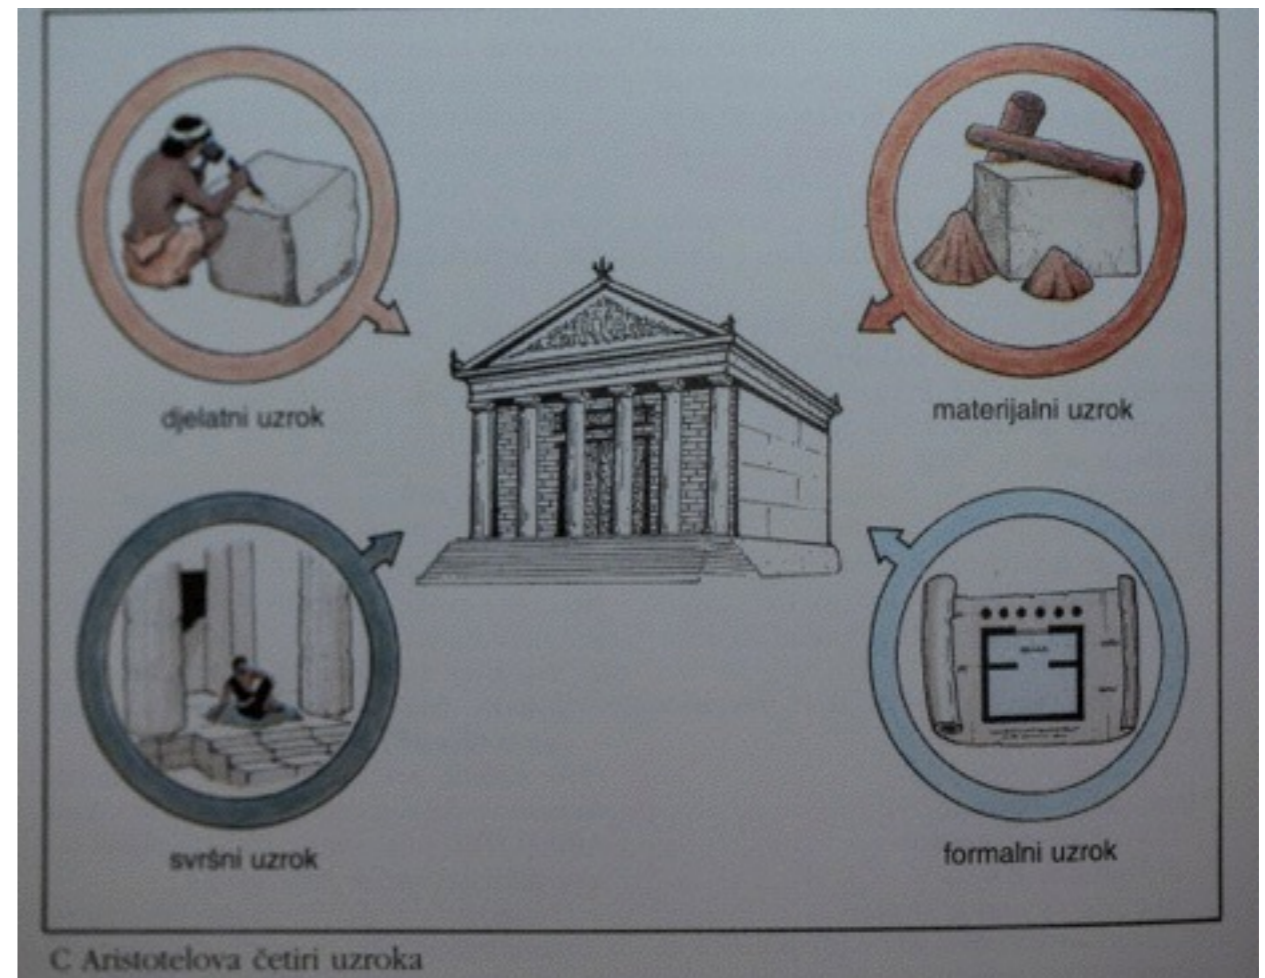 djelatni uzrok
materijalni uzrok
svršni uzrok
formalni uzrok
C Aristotelova četiri uzroka